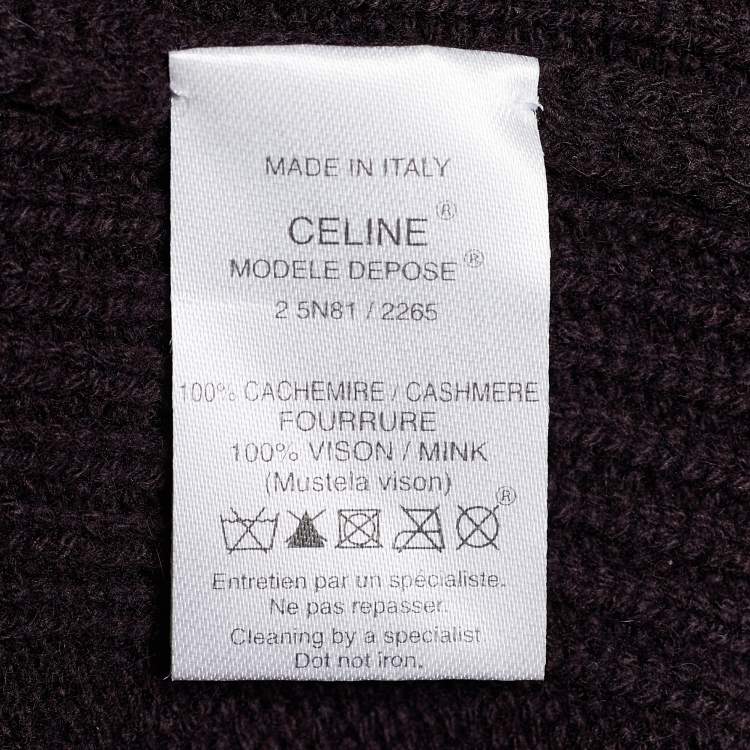 MADE IN ITALY
CELINE®
MODELE DEPOSE®
2 5N81 / 2265
100% CACHEMIRE / CASHMERE
FOURRURE
100% VISON / MINK
(Mustela vison)
®
Entretien par un spécialiste.
Ne pas repasser.
Cleaning by a specialist
Dot not iron.